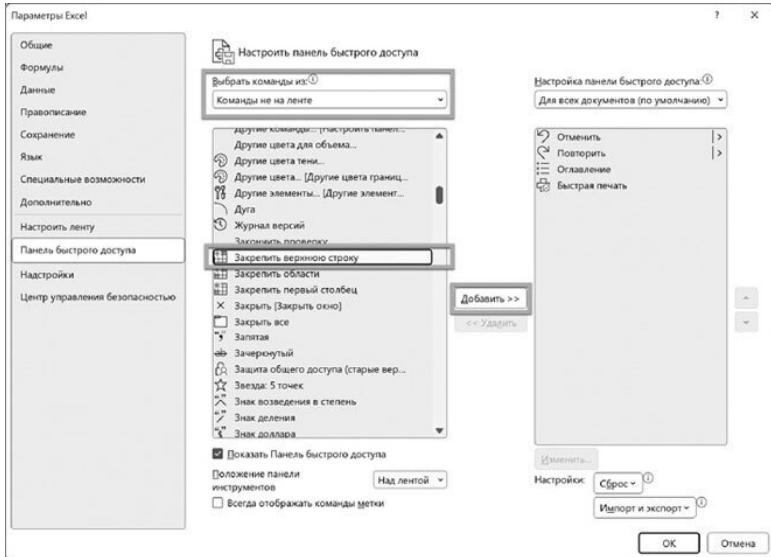 Параметры Excel
? ×
Общие
Формулы
Данные
Правописание
Сохранение
Язык
Специальные возможности
Дополнительно
Настроить ленту
Панель быстрого доступа
Надстройки
Центр управления безопасностью
Настроить панель быстрого доступа
Выбрать команды из:
Команды не на ленте
Другие команды... [Настроить панел...
Другие цвета для объема...
Другие цвета тени...
Другие цвета... [Другие цвета границ...
Другие элементы... [Другие элемент...
Дуга
Журнал версий
Закончить проверку
Закрепить верхнюю строку
Закрепить области
Закрепить первый столбец
Закрыть [Закрыть окно]
Закрыть все
Запятая
Зачеркнутый
Защита общего доступа (старые вер...
Звезда: 5 точек
Знак возведения в степень
Знак деления
Знак доллара
Показать Панель быстрого доступа
Положение панели
инструментов
Над лентой
Всегда отображать команды метки
Добавить >>
<< Удалить
Настройка панели быстрого доступа:
Для всех документов (по умолчанию)
Отменить
Повторить
Оглавление
Быстрая печать
Изменить...
Настройки:
Сброс
Импорт и экспорт
ОК
Отмена